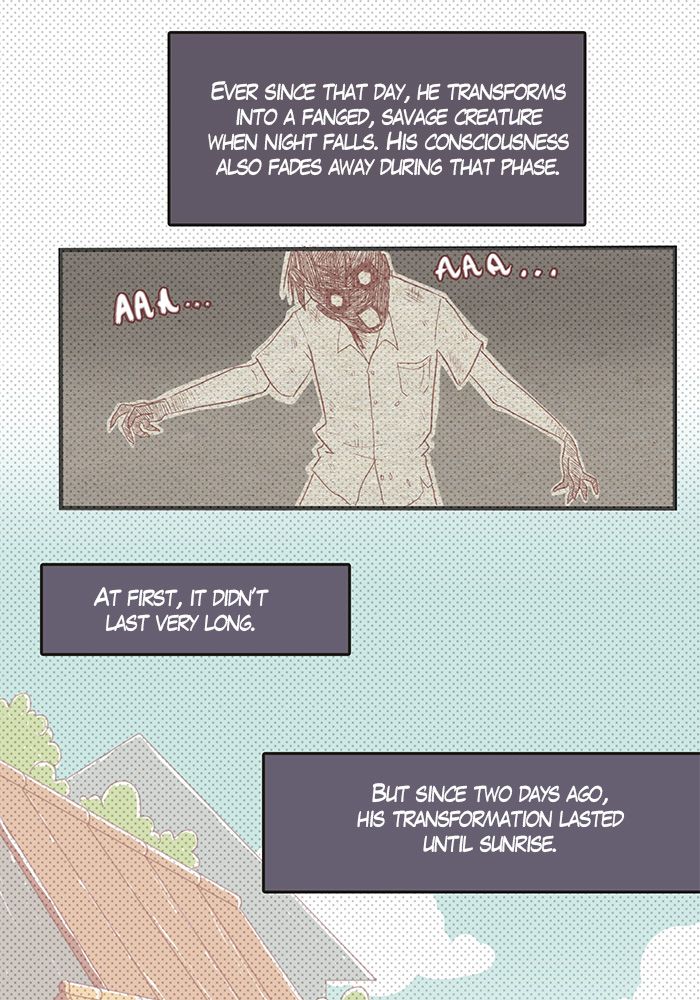 EVER SINCE THAT DAY, HE TRANSFORMS
INTO A FANGED, SAVAGE CREATURE
WHEN NIGHT FALLS. HIS CONSCIOUSNESS
ALSO FADES AWAY DURING THAT PHASE.
AAA...
AAA...
AT FIRST, IT DIDN'T
LAST VERY LONG.
BUT SINCE TWO DAYS AGO,
HIS TRANSFORMATION LASTED
UNTIL SUNRISE.